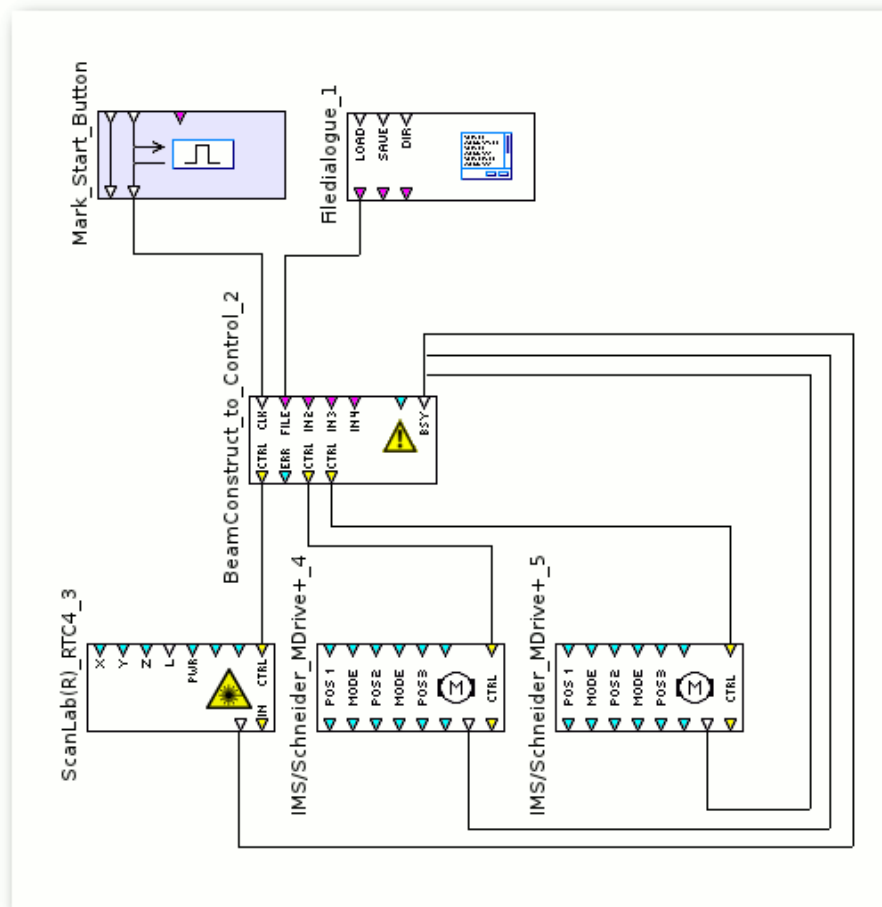 Mark_Start_Button
Filedialogue_1
LOAD
SAVE
DIR
BeamConstruct_to_Control_2
CTRL CLK
ERR FILE
CTRL IN2
CTRL IN3
IN4
BSY
ScanLab(R)_RTC4_3
X
Y
Z
L
PWR
IN CTRL
IMS/Schneider_MDrive+_4
POS 1
MODE
POS2
MODE
POS3
M
CTRL
IMS/Schneider_MDrive+_5
POS 1
MODE
POS2
MODE
POS3
M
CTRL